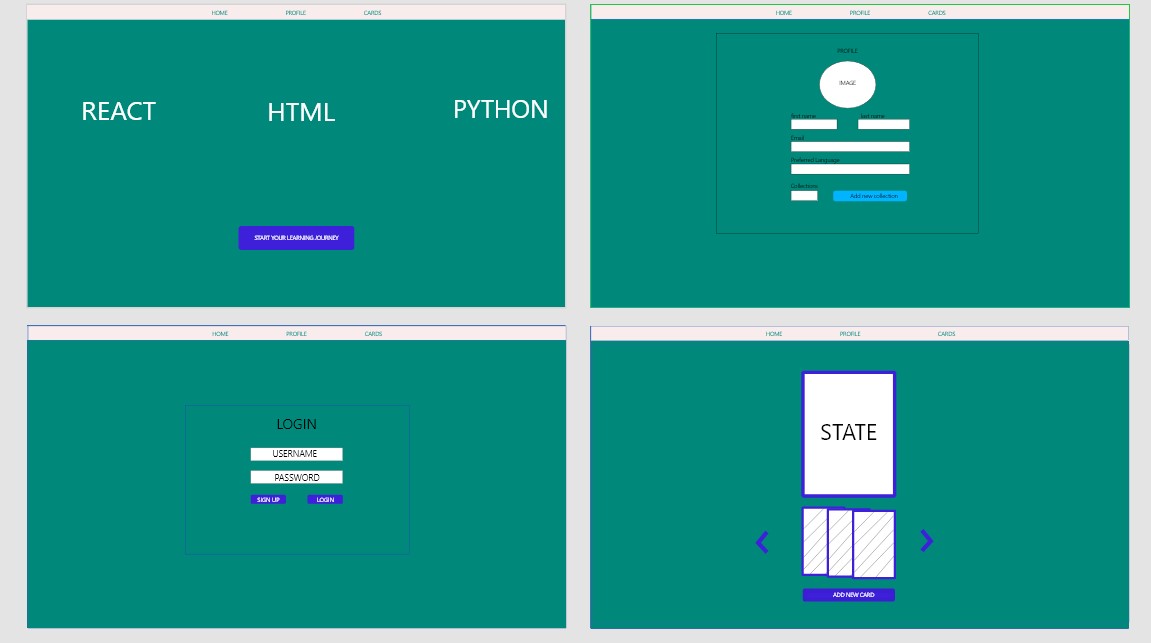 HOME PROFILE CARDS
REACT HTML PYTHON
START YOUR LEARNING JOURNEY
HOME PROFILE CARDS
PROFILE
IMAGE
first name last name
Email
Preferred Language
Collections
Add new collection
HOME PROFILE CARDS
LOGIN
USERNAME
PASSWORD
SIGN UP LOGIN
HOME PROFILE CARDS
STATE
ADD NEW CARD